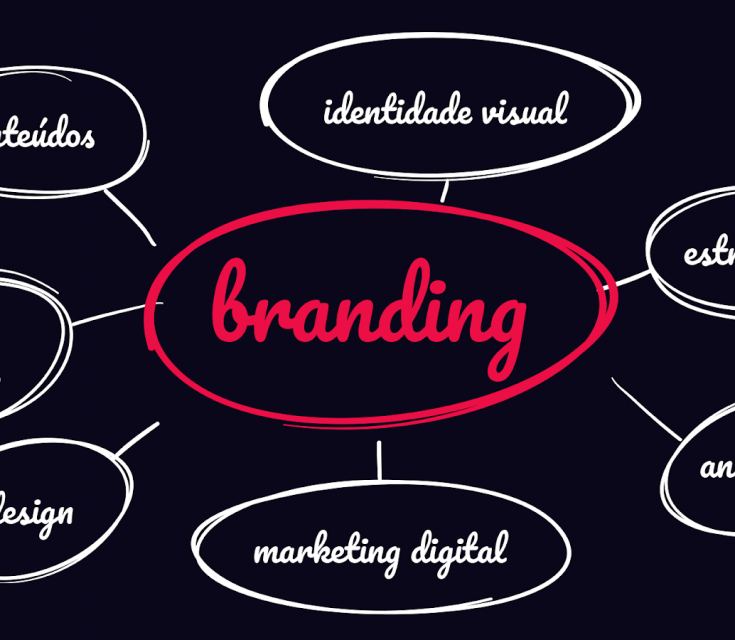 identidade visual
teúdos
estr
branding
an
design
marketing digital